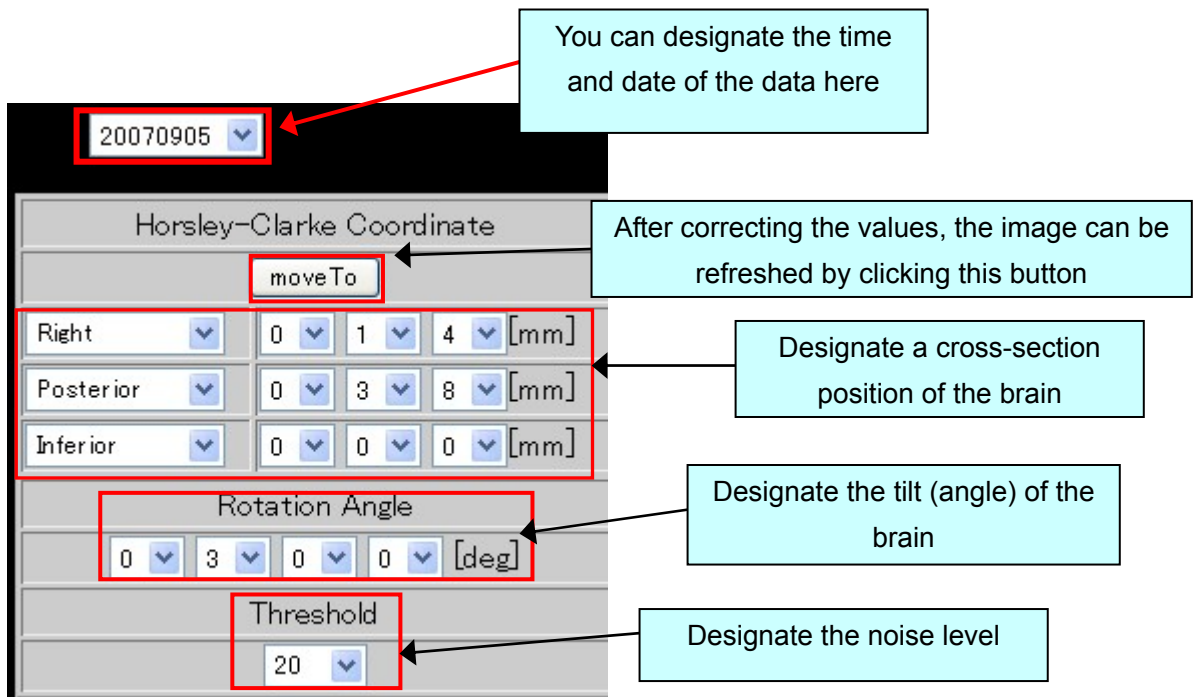 You can designate the time
and date of the data here
20070905
Horsley-Clarke Coordinate
After correcting the values, the image can be
refreshed by clicking this button
moveTo
Right 0 1 4 [mm]
Designate a cross-section
position of the brain
Posterior 0 3 8 [mm]
Inferior 0 0 0 [mm]
Rotation Angle
Designate the tilt (angle) of the
brain
0 3 0 0 [deg]
Threshold
Designate the noise level
20